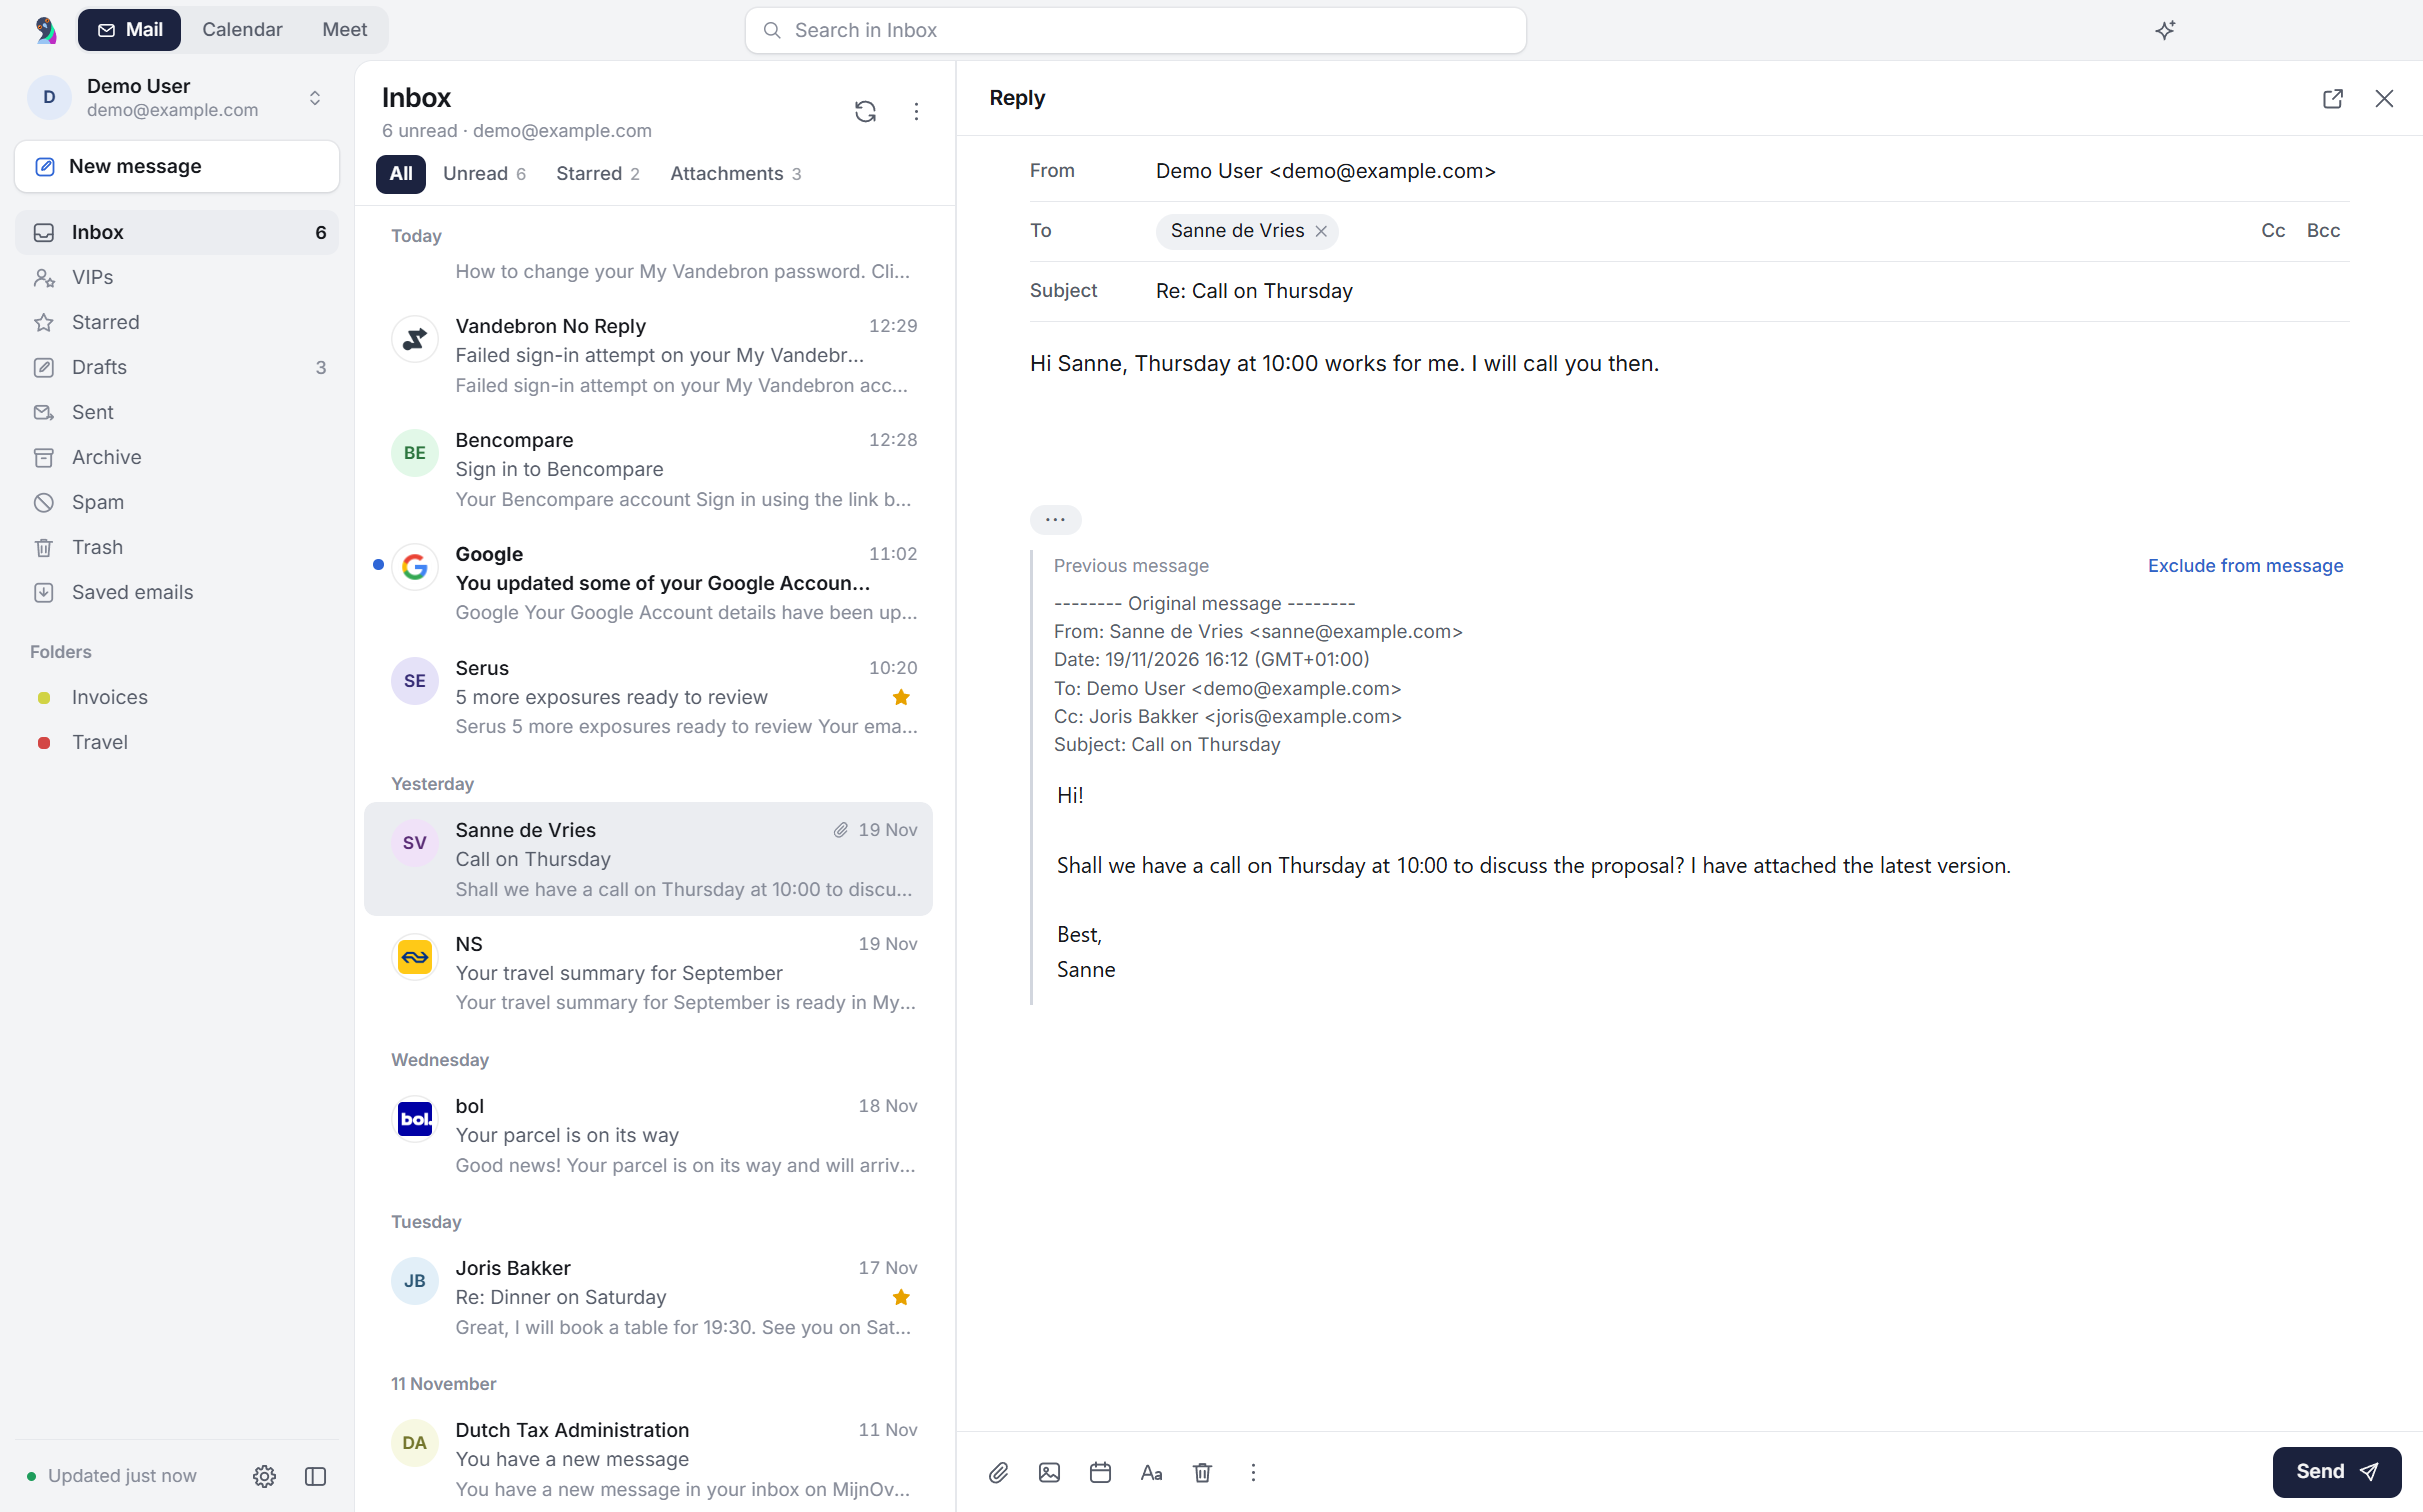 Mail
Calendar
Meet
Search in Inbox
D
Demo User
demo@example.com
New message
Inbox 6
VIPs
Starred
Drafts 3
Sent
Archive
Spam
Trash
Saved emails
Folders
Invoices
Travel
Updated just now
Inbox
6 unread · demo@example.com
All
Unread 6
Starred 2
Attachments 3
Today
How to change your My Vandebron password. Cli...
Vandebron No Reply 12:29
Failed sign-in attempt on your My Vandebr...
Failed sign-in attempt on your My Vandebron acc...
BE
Bencompare 12:28
Sign in to Bencompare
Your Bencompare account Sign in using the link b...
Google 11:02
You updated some of your Google Accoun...
Google Your Google Account details have been up...
SE
Serus 10:20
5 more exposures ready to review
Serus 5 more exposures ready to review Your ema...
Yesterday
SV
Sanne de Vries 19 Nov
Call on Thursday
Shall we have a call on Thursday at 10:00 to discu...
NS 19 Nov
Your travel summary for September
Your travel summary for September is ready in My...
Wednesday
bol.
bol 18 Nov
Your parcel is on its way
Good news! Your parcel is on its way and will arriv...
Tuesday
JB
Joris Bakker 17 Nov
Re: Dinner on Saturday
Great, I will book a table for 19:30. See you on Sat...
11 November
DA
Dutch Tax Administration 11 Nov
You have a new message
You have a new message in your inbox on MijnOv...
Reply
From Demo User <demo@example.com>
To Sanne de Vries Cc Bcc
Subject Re: Call on Thursday
Hi Sanne, Thursday at 10:00 works for me. I will call you then.
...
Previous message Exclude from message
-------- Original message --------
From: Sanne de Vries <sanne@example.com>
Date: 19/11/2026 16:12 (GMT+01:00)
To: Demo User <demo@example.com>
Cc: Joris Bakker <joris@example.com>
Subject: Call on Thursday
Hi!
Shall we have a call on Thursday at 10:00 to discuss the proposal? I have attached the latest version.
Best,
Sanne
Aa
Send